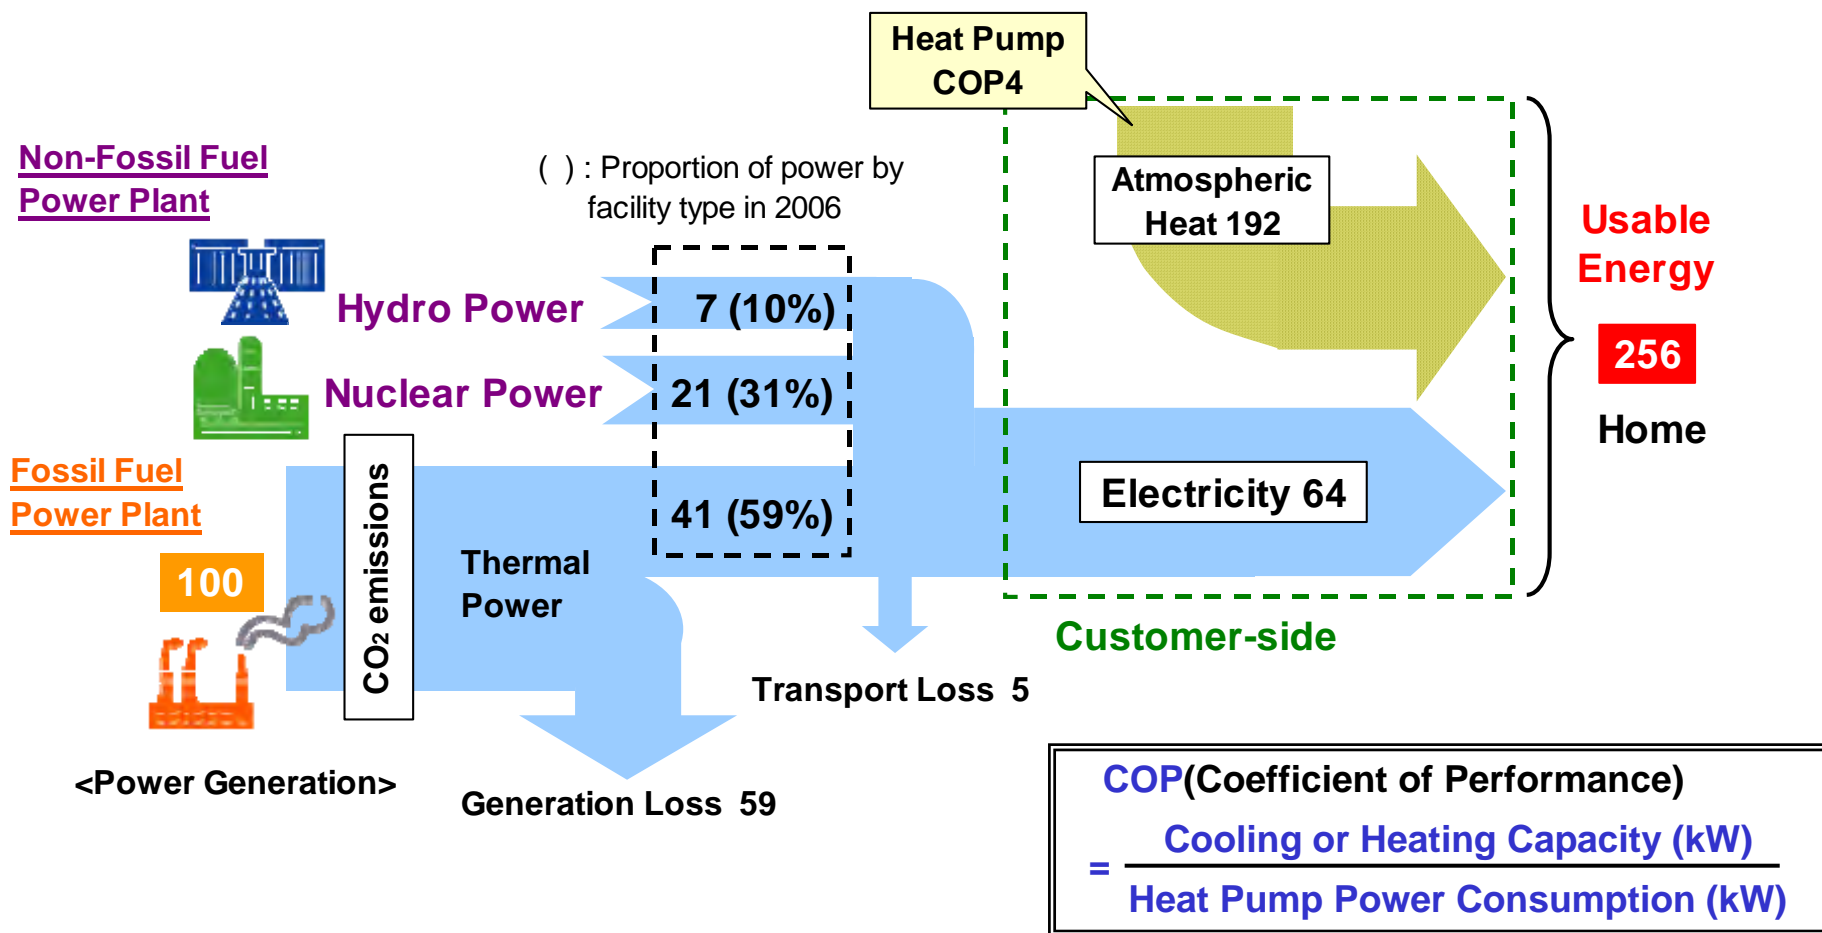 Heat Pump
COP4
Non-Fossil Fuel
Power Plant
( ) : Proportion of power by
facility type in 2006
Atmospheric
Heat 192
Usable
Energy
256
Home
Hydro Power
7 (10%)
Nuclear Power
21 (31%)
Fossil Fuel
Power Plant
100
CO₂ emissions
Thermal
Power
41 (59%)
Electricity 64
Customer-side
Transport Loss 5
<Power Generation>
Generation Loss 59
COP(Coefficient of Performance)
= Cooling or Heating Capacity (kW)
Heat Pump Power Consumption (kW)